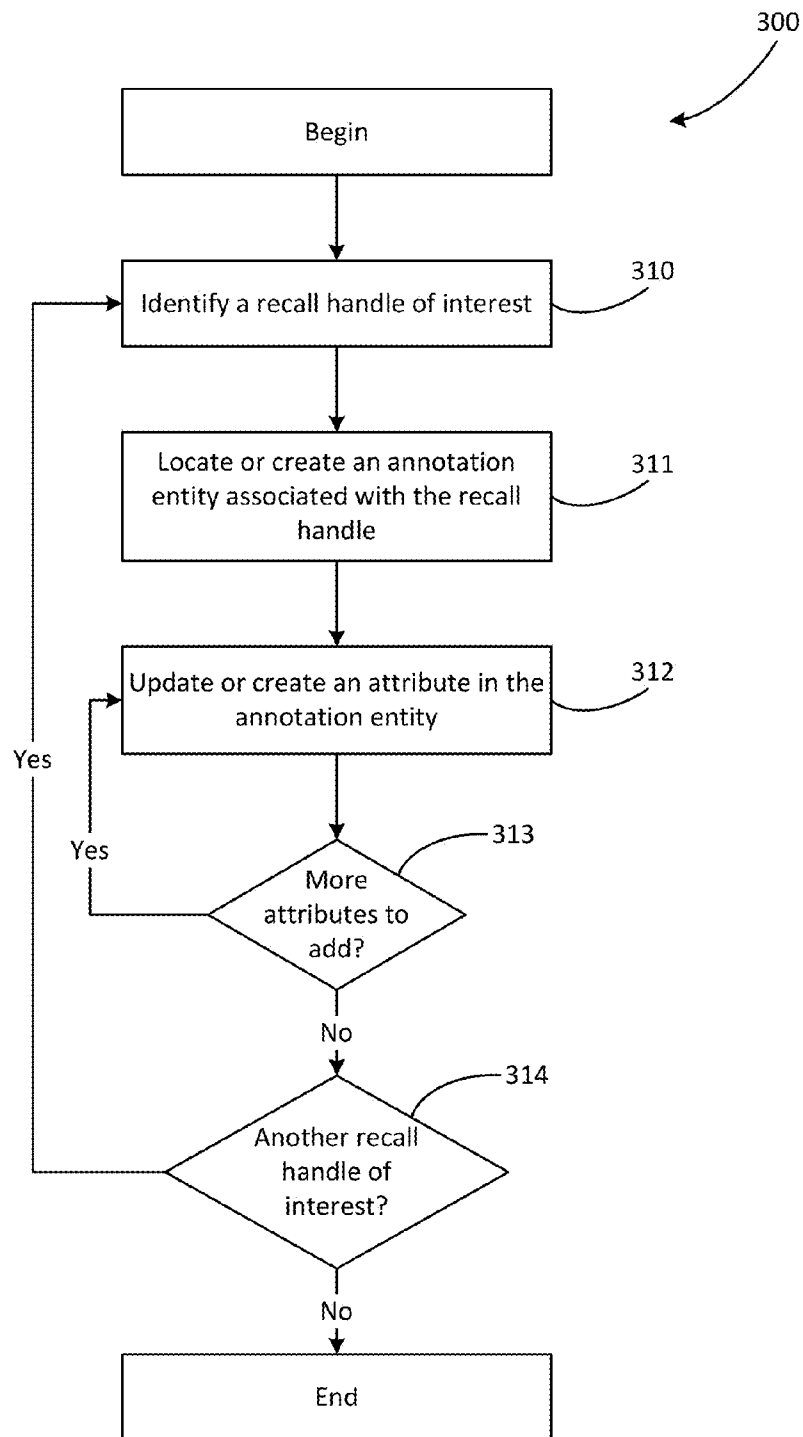 300
Begin
Identify a recall handle of interest
310
Locate or create an annotation
entity associated with the recall
handle
311
Update or create an attribute in the
annotation entity
312
Yes
Yes
313
More
attributes to
add?
No
314
Another recall
handle of
interest?
No
End